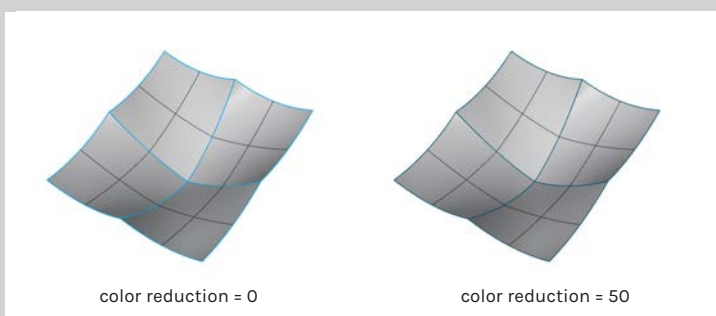 color reduction = 0
color reduction = 50